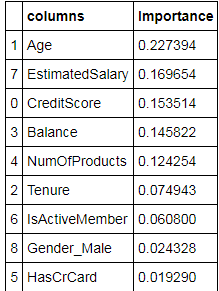 columns Importance
1 Age 0.227394
7 EstimatedSalary 0.169654
0 CreditScore 0.153514
3 Balance 0.145822
4 NumOfProducts 0.124254
2 Tenure 0.074943
6 IsActiveMember 0.060800
8 Gender_Male 0.024328
5 HasCrCard 0.019290